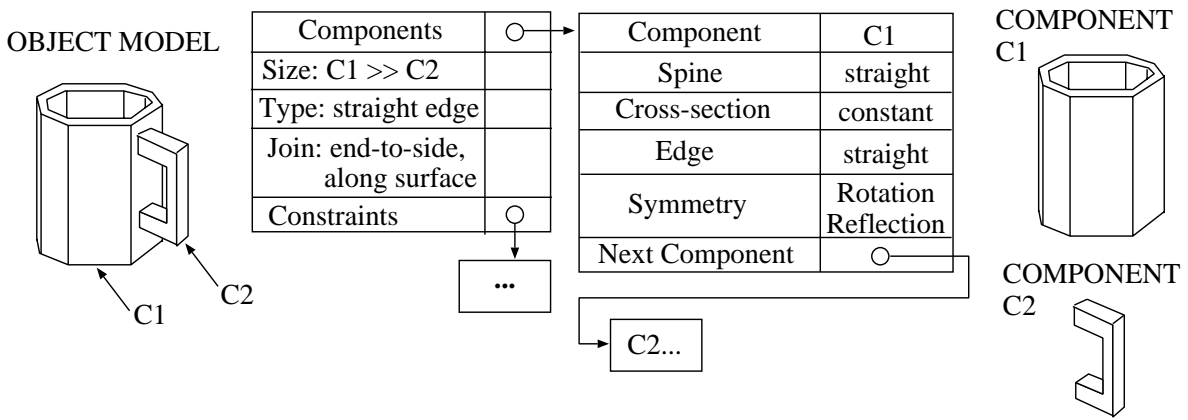 OBJECT MODEL
C1
C2
Components
Size: C1 >> C2
Type: straight edge
Join: end-to-side,
along surface
Constraints
...
Component C1
Spine straight
Cross-section constant
Edge straight
Symmetry Rotation
Reflection
Next Component
C2...
COMPONENT
C1
COMPONENT
C2